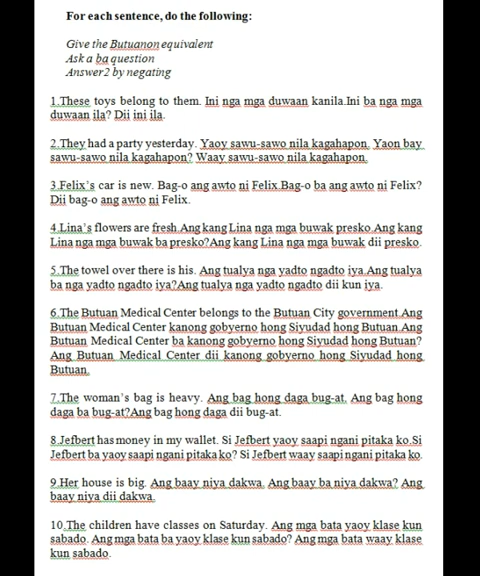 For each sentence, do the following:
Give the Butuanon equivalent
Ask a ba question
Answer2 by negating
1.These toys belong to them. Ini nga mga duwaan kanila.Ini ba nga mga
duwaan ila? Dii ini ila.
2.They had a party yesterday. Yaoy sawu-sawo nila kagahapon. Yaon bay
sawu-sawo nila kagahapon? Waay sawu-sawo nila kagahapon.
3.Felix's car is new. Bag-o ang awto ni Felix.Bag-o ba ang awto ni Felix?
Dii bag-o ang awto ni Felix.
4.Lina's flowers are fresh.Ang kang Lina nga mga buwak presko.Ang kang
Lina nga mga buwak ba presko?Ang kang Lina nga mga buwak dii presko.
5.The towel over there is his. Ang tualya nga yadto ngadto iya.Ang tualya
ba nga yadto ngadto iya?Ang tualya nga yadto ngadto dii kun iya.
6.The Butuan Medical Center belongs to the Butuan City government.Ang
Butuan Medical Center kanong gobyerno hong Siyudad hong Butuan.Ang
Butuan Medical Center ba kanong gobyerno hong Siyudad hong Butuan?
Ang Butuan Medical Center dii kanong gobyerno hong Siyudad hong
Butuan.
7.The woman's bag is heavy. Ang bag hong daga bug-at. Ang bag hong
daga ba bug-at?Ang bag hong daga dii bug-at.
8.Jefbert has money in my wallet. Si Jefbert yaoy saapi ngani pitaka ko.Si
Jefbert ba yaoy saapi ngani pitaka ko? Si Jefbert waay saapi ngani pitaka ko.
9.Her house is big. Ang baay niya dakwa. Ang baay ba niya dakwa? Ang
baay niya dii dakwa.
10.The children have classes on Saturday. Ang mga bata yaoy klase kun
sabado. Ang mga bata ba yaoy klase kun sabado? Ang mga bata waay klase
kun sabado.